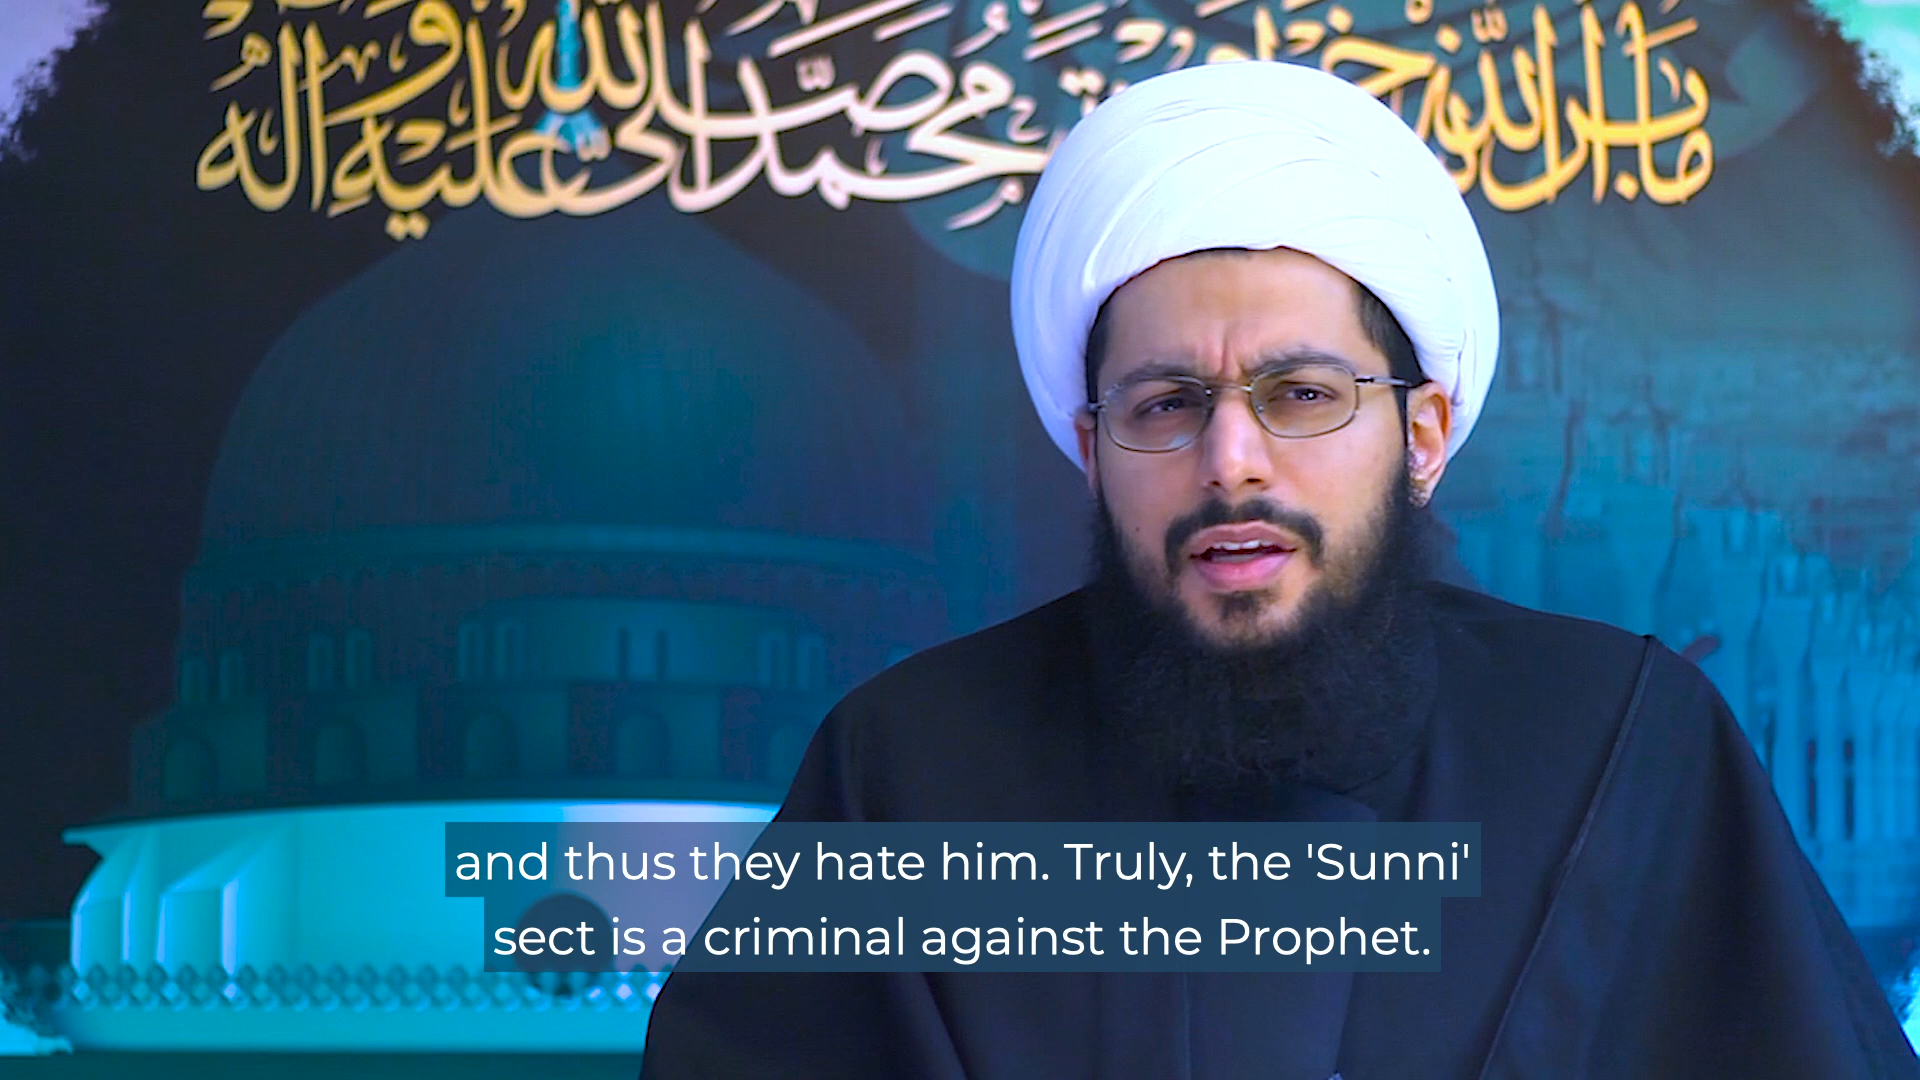 محمد صلى الله عليه وآله
and thus they hate him. Truly, the 'Sunni'
sect is a criminal against the Prophet.